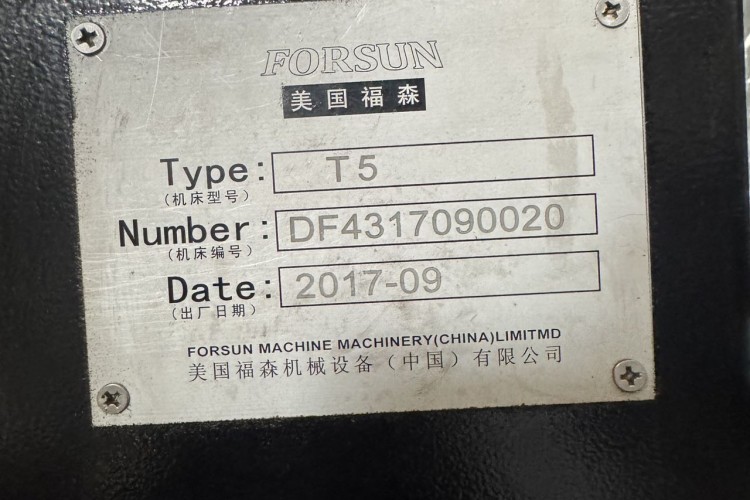 FORSUN
美国福森
Type: T5
(机床型号)
Number: DF4317090020
(机床编号)
Date: 2017-09
(出厂日期)
FORSUN MACHINE MACHINERY(CHINA)LIMITMD
美国福森机械设备（中国）有限公司